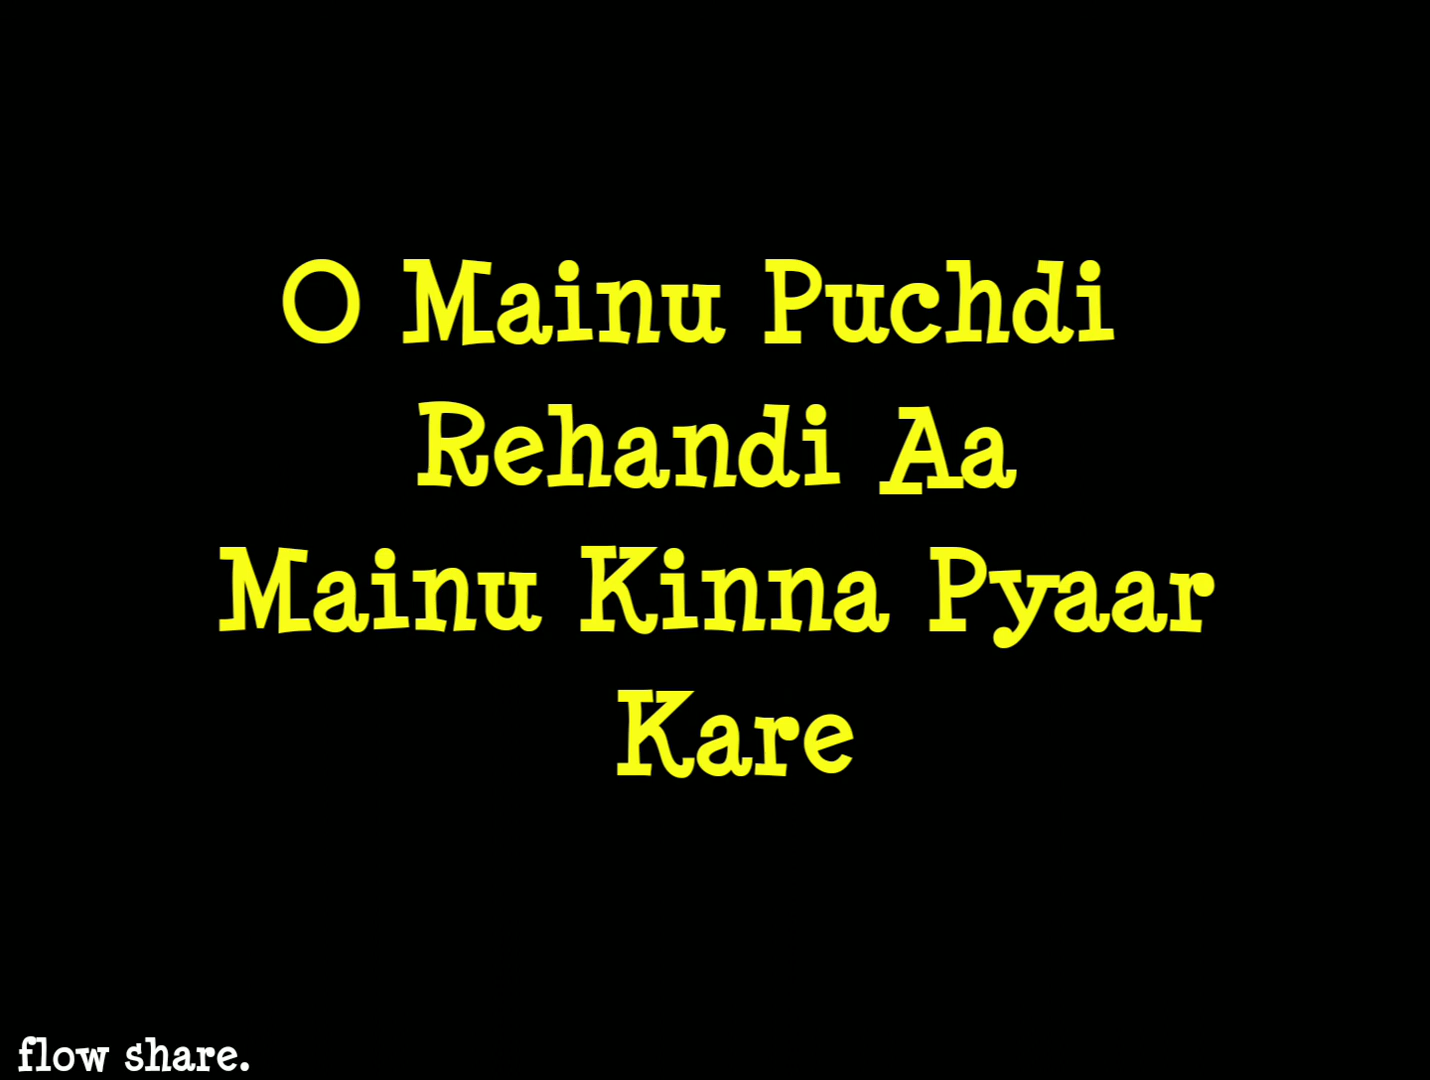 O Mainu Puchdi
Rehandi Aa
Mainu Kinna Pyaar
Kare
flow share.